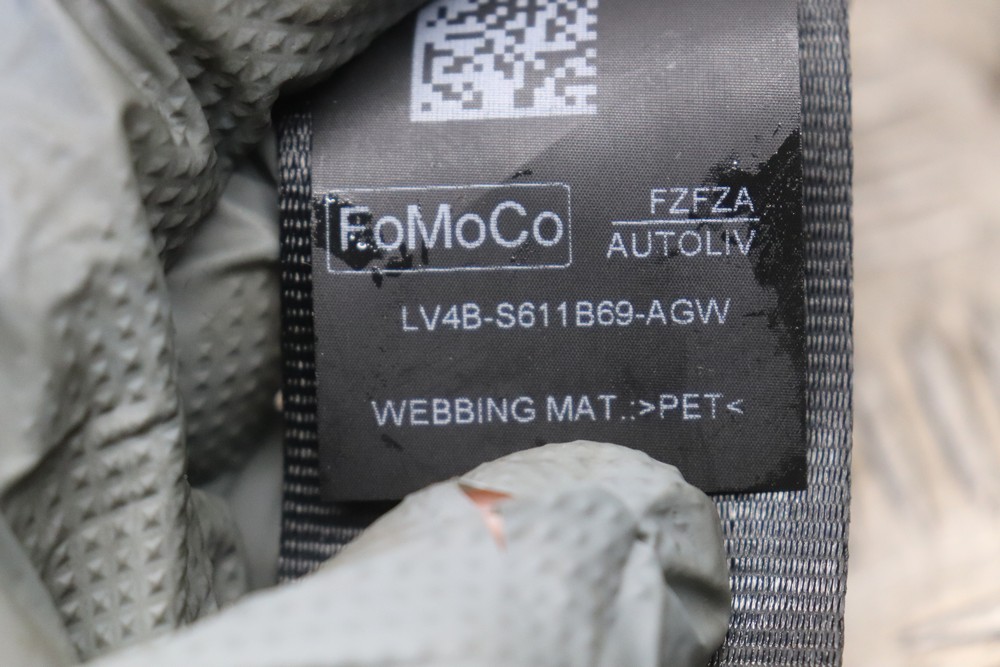 FoMoCo
FZFZA
AUTOLIV
LV4B-S611B69-AGW
WEBBING MAT.:>PET<